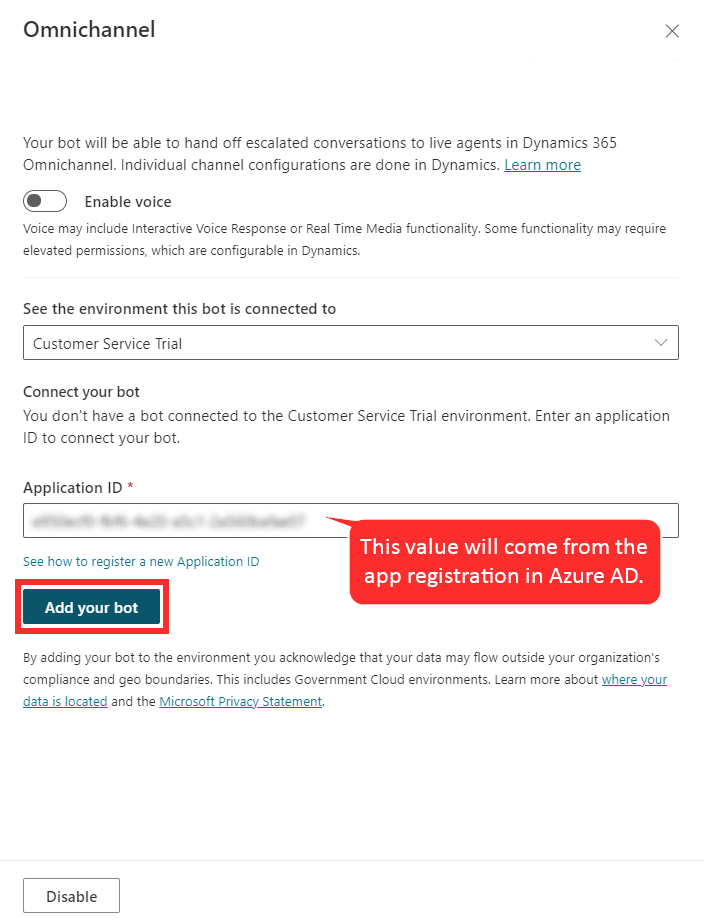 Omnichannel
Your bot will be able to hand off escalated conversations to live agents in Dynamics 365
Omnichannel. Individual channel configurations are done in Dynamics. Learn more
Enable voice
Voice may include Interactive Voice Response or Real Time Media functionality. Some functionality may require
elevated permissions, which are configurable in Dynamics.
See the environment this bot is connected to
Customer Service Trial
Connect your bot
You don't have a bot connected to the Customer Service Trial environment. Enter an application
ID to connect your bot.
Application ID *
This value will come from the
app registration in Azure AD.
See how to register a new Application ID
Add your bot
By adding your bot to the environment you acknowledge that your data may flow outside your organization's
compliance and geo boundaries. This includes Government Cloud environments. Learn more about where your
data is located and the Microsoft Privacy Statement.
Disable